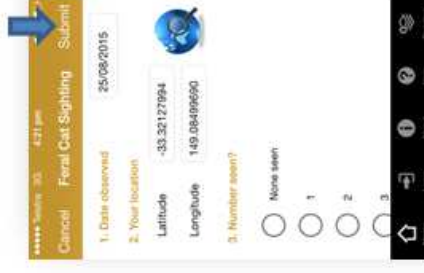 Telstra 3G 4:21 pm
Cancel Feral Cat Sighting Submit
1. Date observed
25/08/2015
2. Your location
Latitude -33.32127994
Longitude 149.08499690
3. Number seen?
None seen
1
2
3